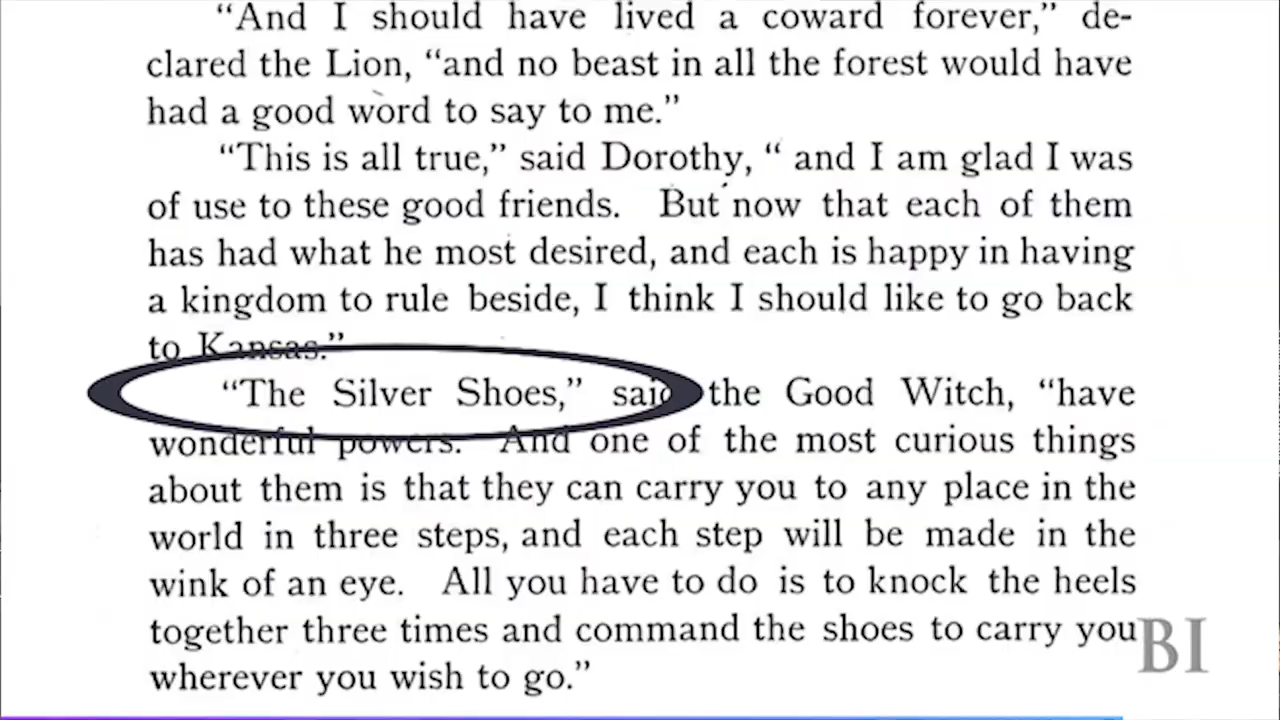 “And I should have lived a coward forever,” de-
clared the Lion, “and no beast in all the forest would have
had a good word to say to me.”
“This is all true,” said Dorothy, “ and I am glad I was
of use to these good friends. But now that each of them
has had what he most desired, and each is happy in having
a kingdom to rule beside, I think I should like to go back
to Kansas.”
“The Silver Shoes,” said the Good Witch, “have
wonderful powers. And one of the most curious things
about them is that they can carry you to any place in the
world in three steps, and each step will be made in the
wink of an eye. All you have to do is to knock the heels
together three times and command the shoes to carry you
wherever you wish to go.”
BI